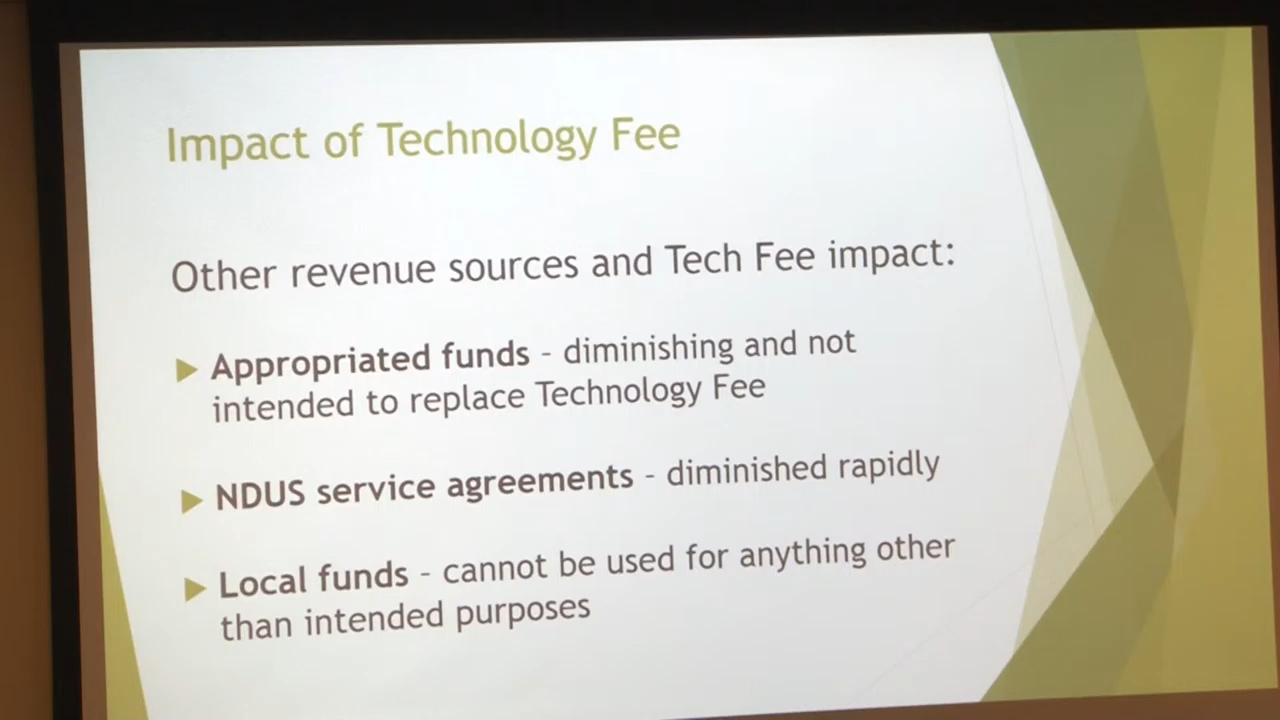 Impact of Technology Fee
Other revenue sources and Tech Fee impact:
Appropriated funds - diminishing and not
intended to replace Technology Fee
NDUS service agreements - diminished rapidly
Local funds - cannot be used for anything other
than intended purposes